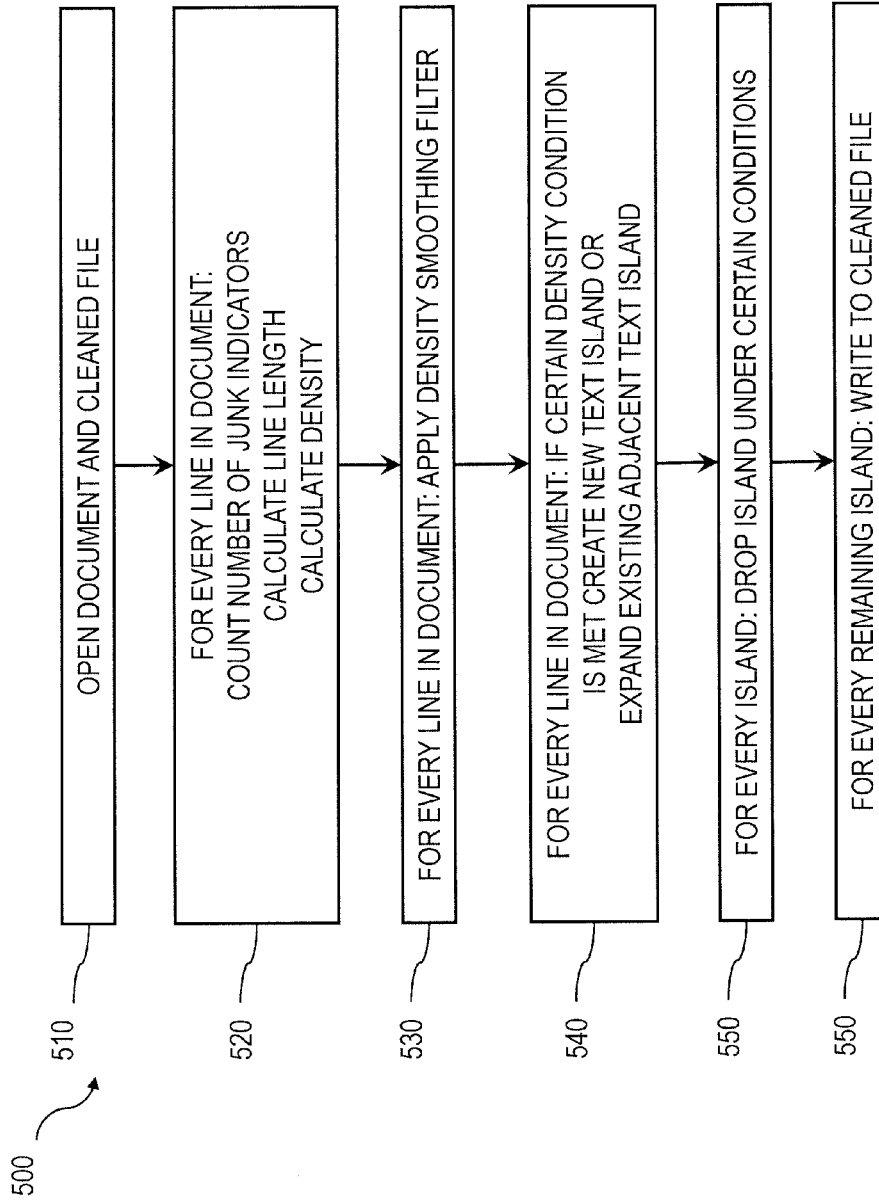 500
510
OPEN DOCUMENT AND CLEANED FILE
520
FOR EVERY LINE IN DOCUMENT:
COUNT NUMBER OF JUNK INDICATORS
CALCULATE LINE LENGTH
CALCULATE DENSITY
530
FOR EVERY LINE IN DOCUMENT: APPLY DENSITY SMOOTHING FILTER
540
FOR EVERY LINE IN DOCUMENT: IF CERTAIN DENSITY CONDITION
IS MET CREATE NEW TEXT ISLAND OR
EXPAND EXISTING ADJACENT TEXT ISLAND
550
FOR EVERY ISLAND: DROP ISLAND UNDER CERTAIN CONDITIONS
550
FOR EVERY REMAINING ISLAND: WRITE TO CLEANED FILE